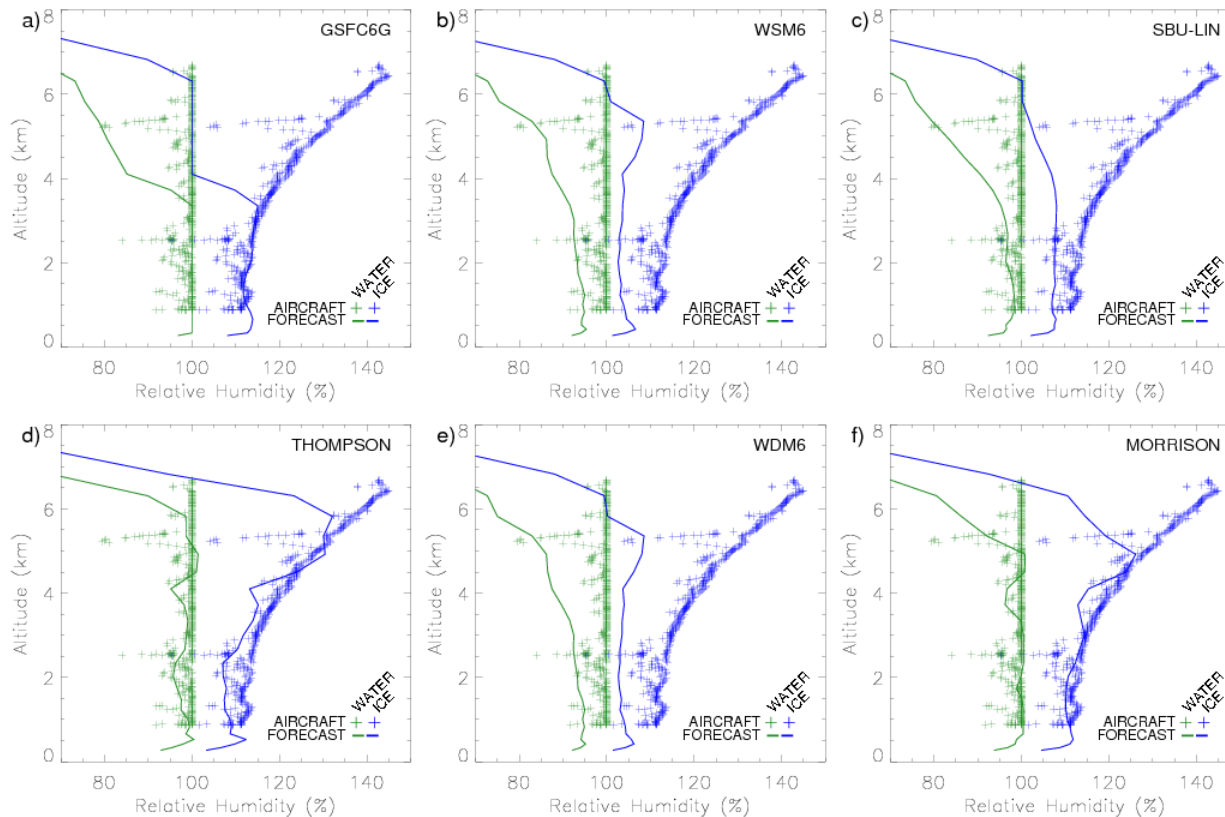 a) GSFC6G
8
6
4
2
0
Altitude (km)
WATER
ICE
AIRCRAFT + +
FORECAST
80 100 120 140
Relative Humidity (%)
b) WSM6
8
6
4
2
0
Altitude (km)
WATER
ICE
AIRCRAFT + +
FORECAST
80 100 120 140
Relative Humidity (%)
c) SBU-LIN
8
6
4
2
0
Altitude (km)
WATER
ICE
AIRCRAFT + +
FORECAST
80 100 120 140
Relative Humidity (%)
d) THOMPSON
8
6
4
2
0
Altitude (km)
WATER
ICE
AIRCRAFT + +
FORECAST
80 100 120 140
Relative Humidity (%)
e) WDM6
8
6
4
2
0
Altitude (km)
WATER
ICE
AIRCRAFT + +
FORECAST
80 100 120 140
Relative Humidity (%)
f) MORRISON
8
6
4
2
0
Altitude (km)
WATER
ICE
AIRCRAFT + +
FORECAST
80 100 120 140
Relative Humidity (%)